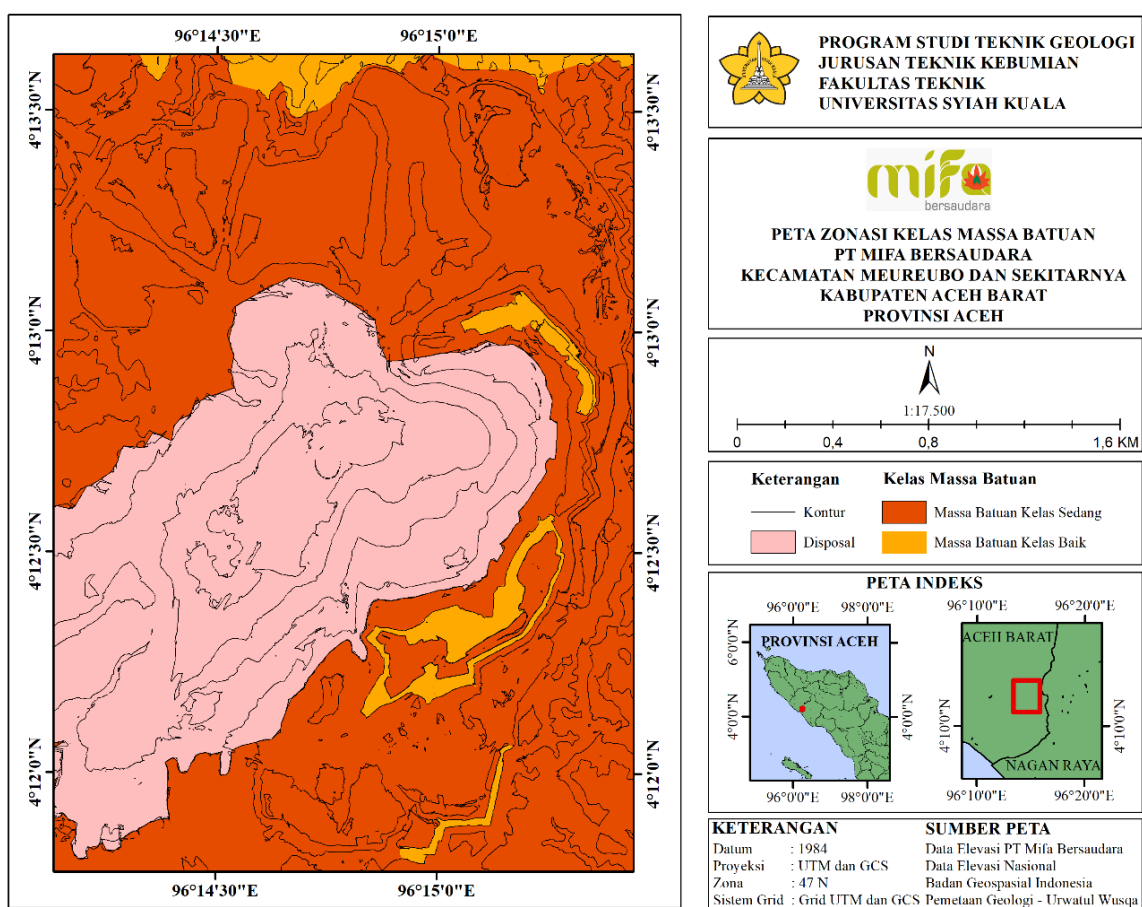 96°14'30"E
96°15'0"E
4°13'30"N
4°13'30"N
4°13'0"N
4°13'0"N
4°12'30"N
4°12'30"N
4°12'0"N
4°12'0"N
96°14'30"E
96°15'0"E
PROGRAM STUDI TEKNIK GEOLOGI
JURUSAN TEKNIK KEBUMIAN
FAKULTAS TEKNIK
UNIVERSITAS SYIAH KUALA
mifa
bersaudara
PETA ZONASI KELAS MASSA BATUAN
PT MIFA BERSAUDARA
KECAMATAN MEUREUBO DAN SEKITARNYA
KABUPATEN ACEH BARAT
PROVINSI ACEH
N
1:17.500
0 0,4 0,8 1,6 KM
Keterangan Kelas Massa Batuan
Kontur Massa Batuan Kelas Sedang
Disposal Massa Batuan Kelas Baik
PETA INDEKS
96°0'0"E 98°0'0"E
PROVINSI ACEH
6°0'0"N
4°0'0"N
4°0'0"N
96°0'0"E 98°0'0"E
96°10'0"E 96°20'0"E
ACEH BARAT
4°10'0"N
4°10'0"N
NAGAN RAYA
96°10'0"E 96°20'0"E
KETERANGAN SUMBER PETA
Datum : 1984 Data Elevasi PT Mifa Bersaudara
Proyeksi : UTM dan GCS Data Elevasi Nasional
Zona : 47 N Badan Geospasial Indonesia
Sistem Grid : Grid UTM dan GCS Pemetaan Geologi - Urwatul Wusqa